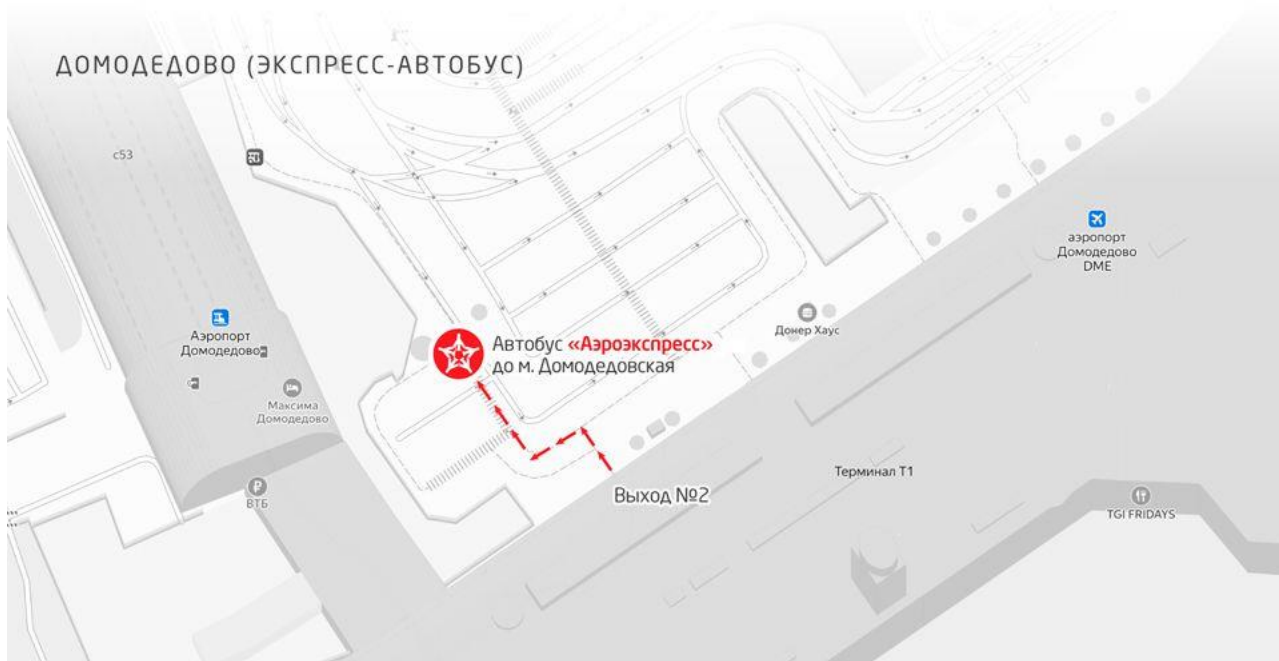 ДОМОДЕДОВО (ЭКСПРЕСС-АВТОБУС)
с53
аэропорт
Домодедово
DME
Аэропорт
Домодедово
Донер Хаус
Автобус «Аэроэкспресс»
до м. Домодедовская
Максима
Домодедово
Терминал Т1
Выход №2
ВТБ
TGI FRIDAYS